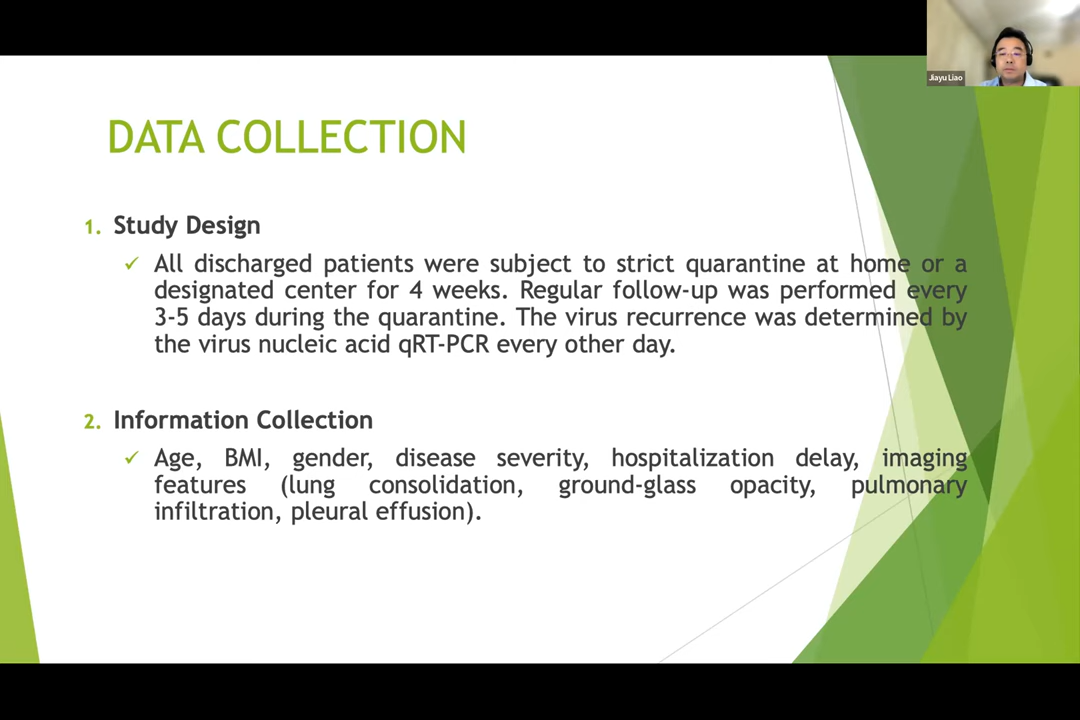 Jiayu Liao
DATA COLLECTION
1. Study Design
✓ All discharged patients were subject to strict quarantine at home or a
designated center for 4 weeks. Regular follow-up was performed every
3-5 days during the quarantine. The virus recurrence was determined by
the virus nucleic acid qRT-PCR every other day.
2. Information Collection
✓ Age, BMI, gender, disease severity, hospitalization delay, imaging
features (lung consolidation, ground-glass opacity, pulmonary
infiltration, pleural effusion).